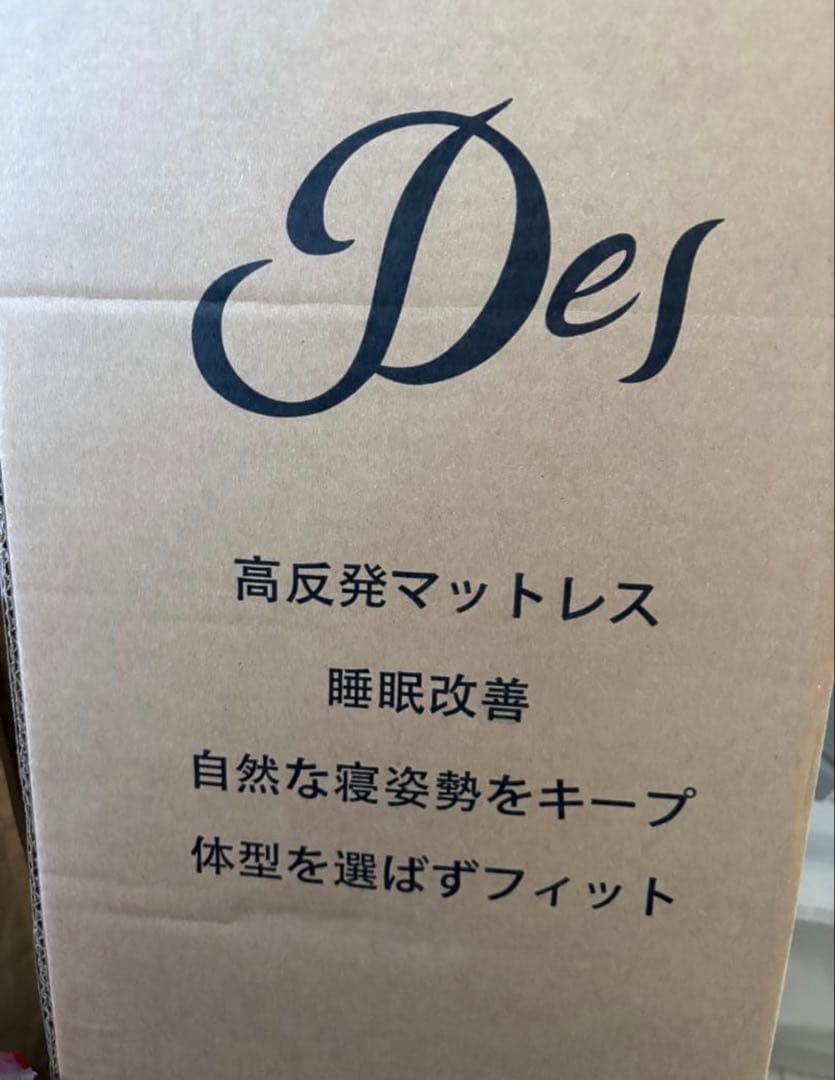 Des
高反発マットレス
睡眠改善
自然な寝姿勢をキープ
体型を選ばずフィット